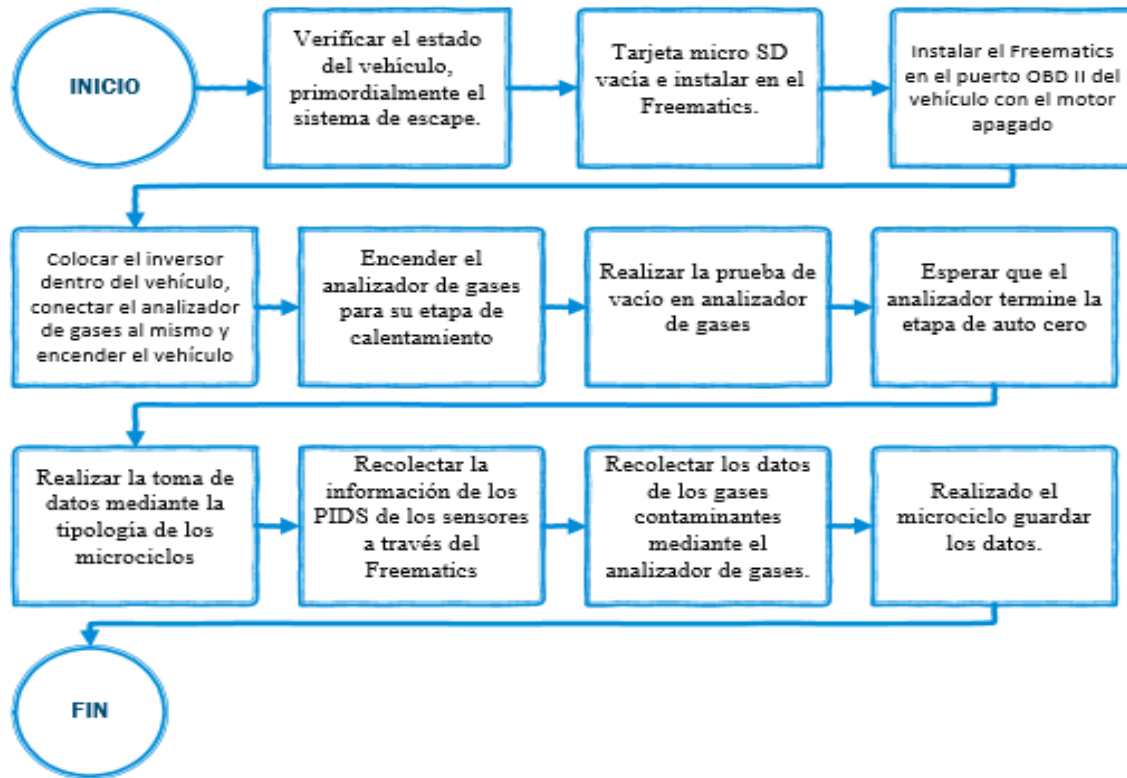 INICIO
Verificar el estado
del vehículo,
primordialmente el
sistema de escape.
Tarjeta micro SD
vacía e instalar en el
Freematics.
Instalar el Freematics
en el puerto OBD II del
vehículo con el motor
apagado
Colocar el inversor
dentro del vehículo,
conectar el analizador
de gases al mismo y
encender el vehículo
Encender el
analizador de gases
para su etapa de
calentamiento
Realizar la prueba de
vacío en analizador
de gases
Esperar que el
analizador termine la
etapa de auto cero
Realizar la toma de
datos mediante la
tipología de los
microciclos
Recolectar la
información de los
PIDS de los sensores
a través del
Freematics
Recolectar los datos
de los gases
contaminantes
mediante el
analizador de gases.
Realizado el
microciclo guardar
los datos.
FIN